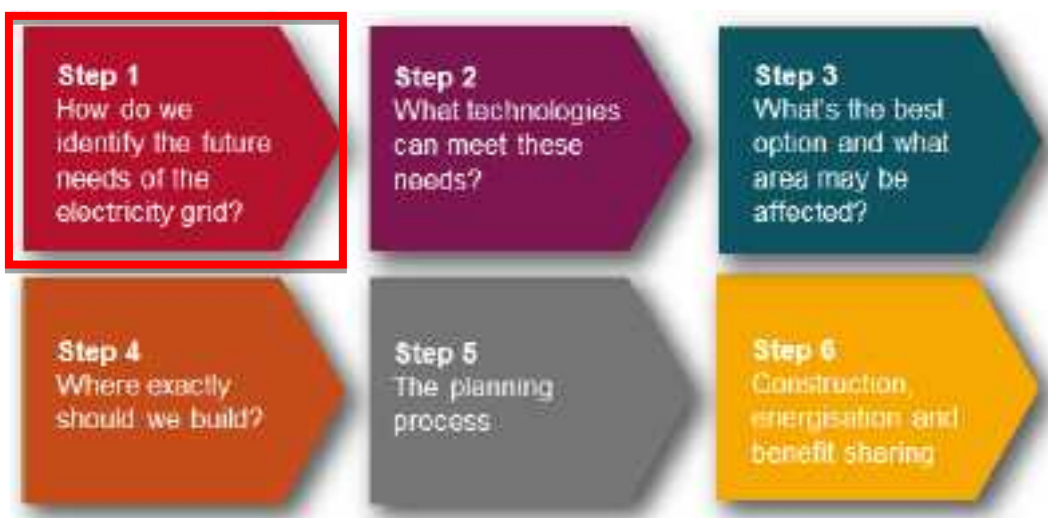 Step 1
How do we
identify the future
needs of the
electricity grid?
Step 2
What technologies
can meet these
needs?
Step 3
What's the best
option and what
area may be
affected?
Step 4
Where exactly
should we build?
Step 5
The planning
process
Step 6
Construction,
energisation and
benefit sharing